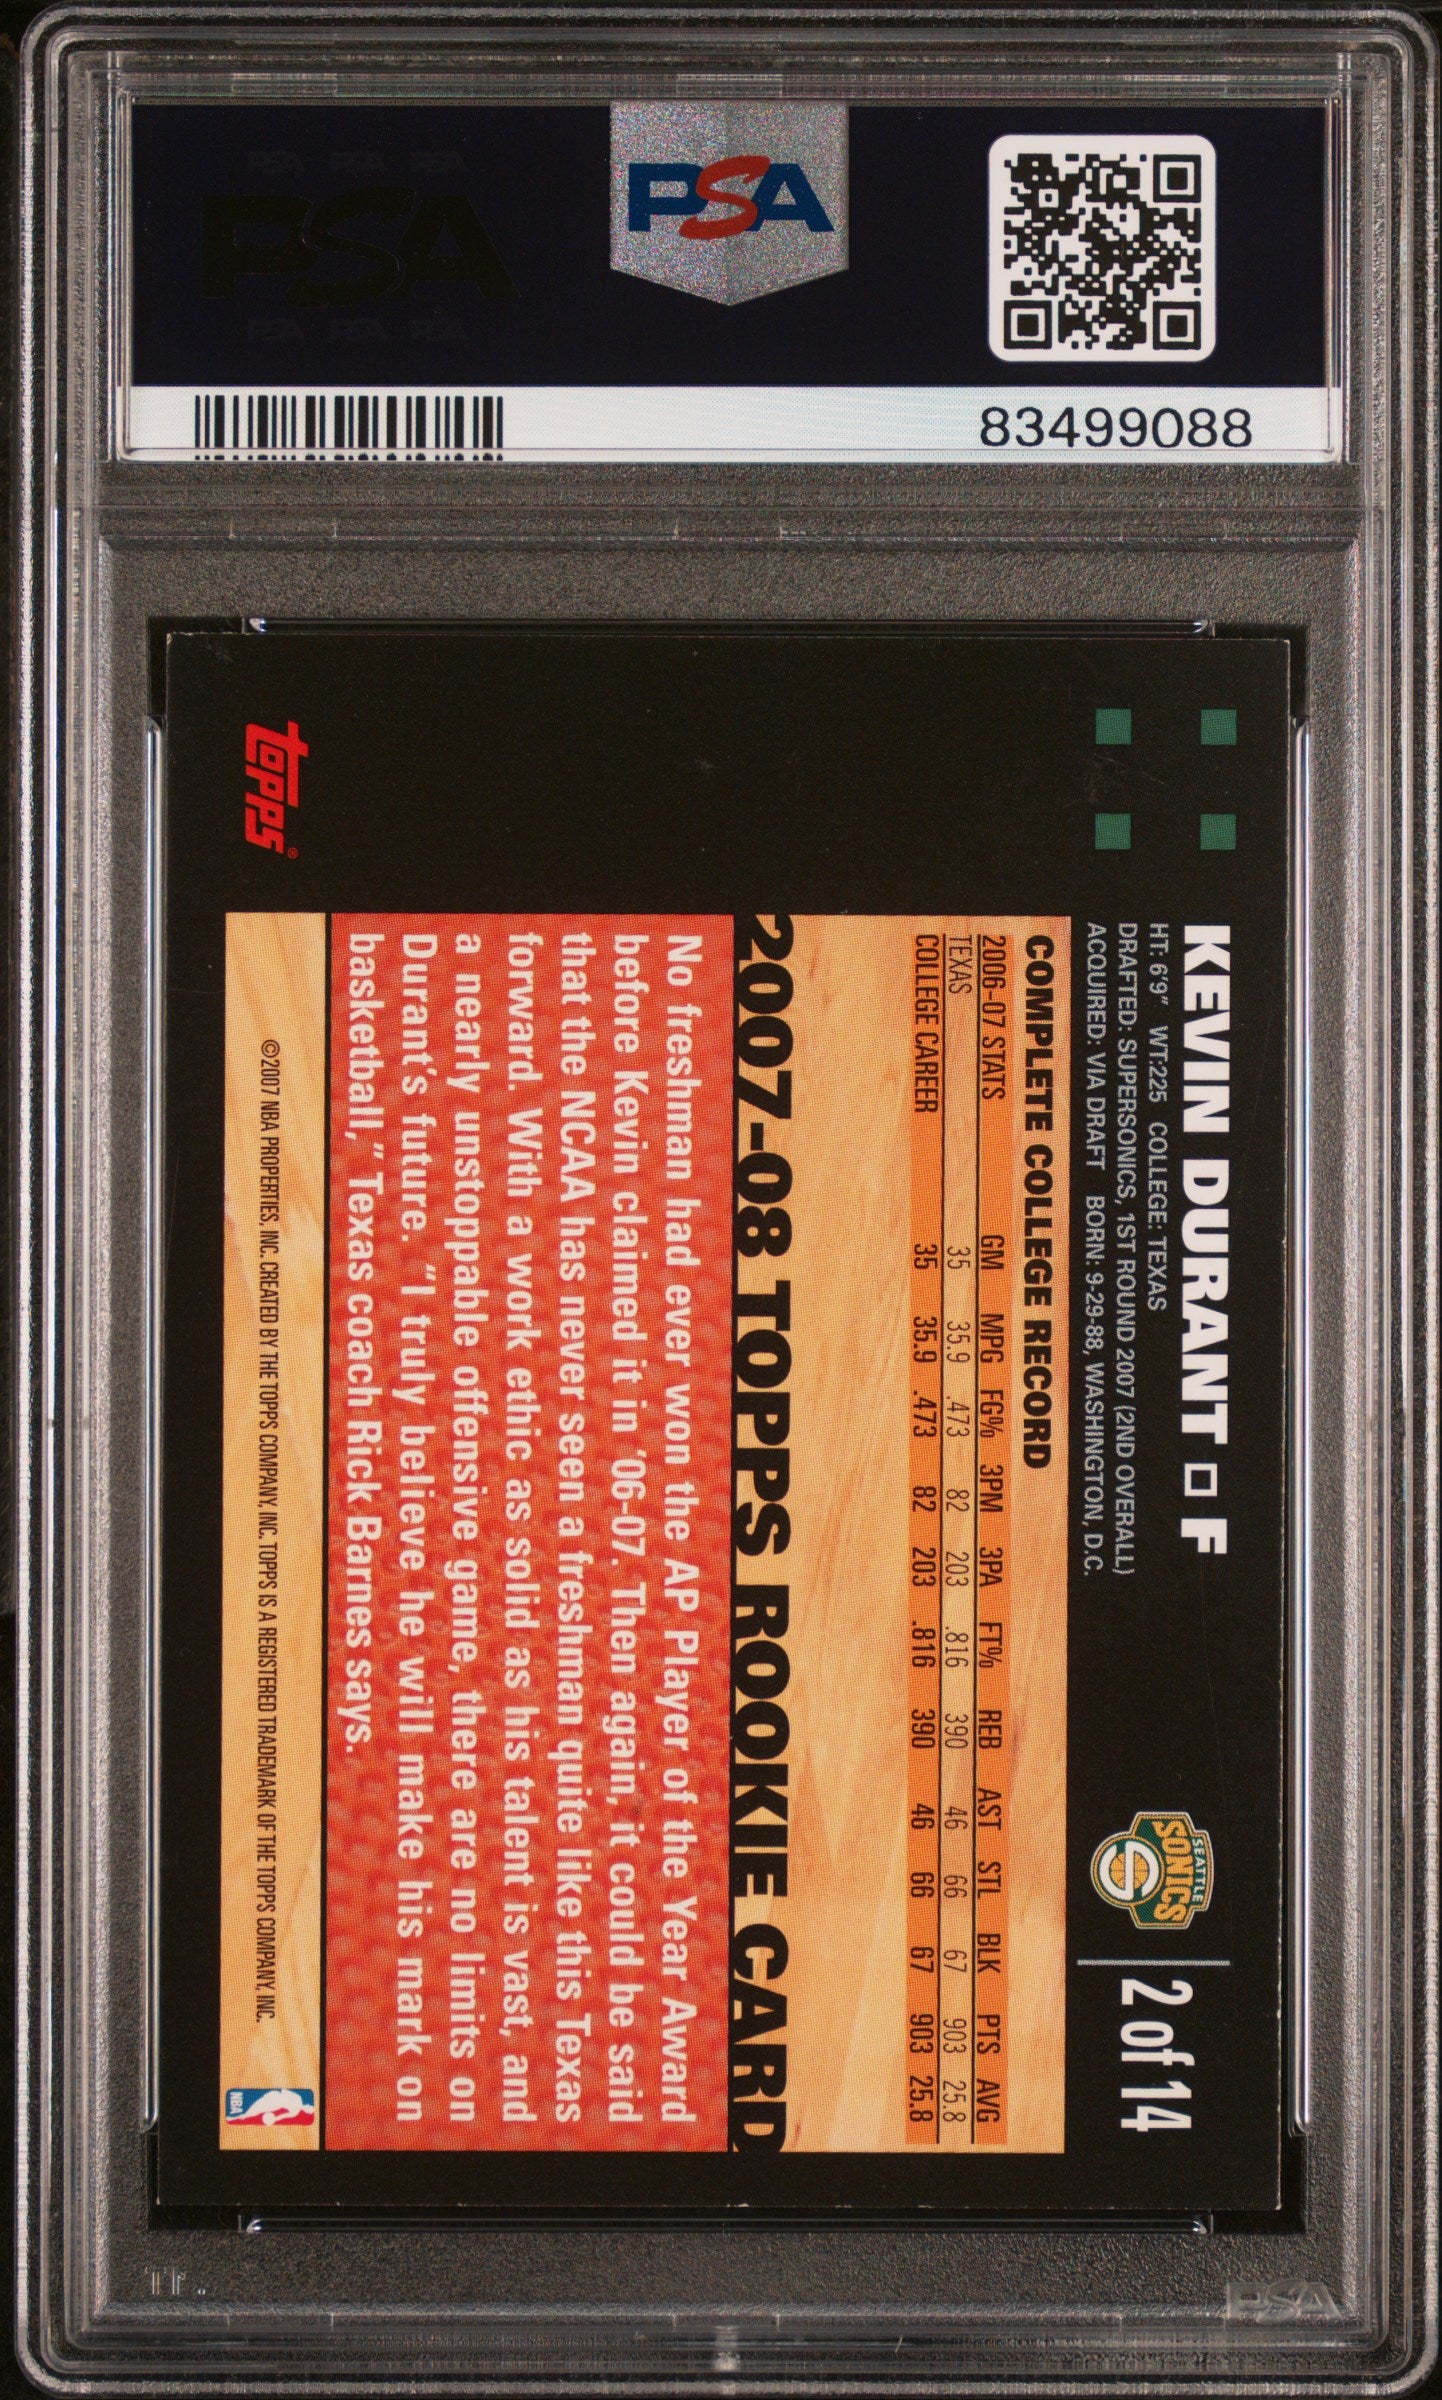 PSA PSA PSA
PSA
PSA
PSA PSA PSA
83499088
KEVIN DURANT □ F
HT: 6'9" WT:225 COLLEGE: TEXAS
DRAFTED: SUPERSONICS, 1ST ROUND 2007 (2ND OVERALL)
ACQUIRED: VIA DRAFT BORN: 9-29-88, WASHINGTON, D.C.
SEATTLE
SONICS
2 of 14
COMPLETE COLLEGE RECORD
2006-07 STATS GM MPG FG% 3PM 3PA FT% REB AST STL BLK PTS AVG
TEXAS 35 35.9 .473 82 203 .816 390 46 66 67 903 25.8
COLLEGE CAREER 35 35.9 .473 82 203 .816 390 46 66 67 903 25.8
2007-08 TOPPS ROOKIE CARD
No freshman had ever won the AP Player of the Year Award
before Kevin claimed it in '06-07. Then again, it could be said
that the NCAA has never seen a freshman quite like this Texas
forward. With a work ethic as solid as his talent is vast, and
a nearly unstoppable offensive game, there are no limits on
Durant's future. "I truly believe he will make his mark on
basketball," Texas coach Rick Barnes says.
©2007 NBA PROPERTIES, INC. CREATED BY THE TOPPS COMPANY, INC. TOPPS IS A REGISTERED TRADEMARK OF THE TOPPS COMPANY, INC.
NBA
topps®
PSA